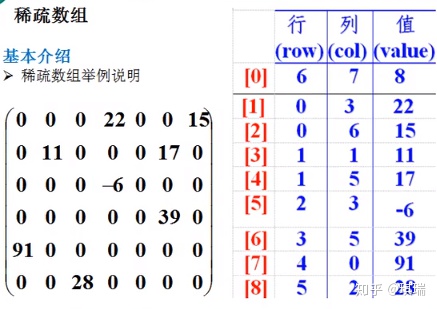 稀疏数组
基本介绍
➢ 稀疏数组举例说明
0 0 0 22 0 0 15
0 11 0 0 0 17 0
0 0 0 –6 0 0 0
0 0 0 0 0 39 0
91 0 0 0 0 0 0
0 0 28 0 0 0 0
行 列 值
(row) (col) (value)
[0] 6 7 8
[1] 0 3 22
[2] 0 6 15
[3] 1 1 11
[4] 1 5 17
[5] 2 3 -6
[6] 3 5 39
[7] 4 0 91
[8] 5 2 28
知乎